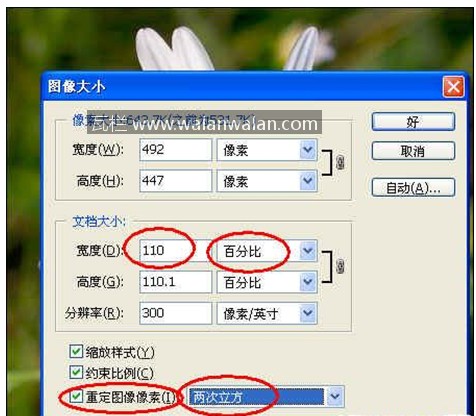 图像大小
像素大小:643.7K(之前为531.7K)
瓦栏 www.walanwalan.com
好
宽度(W): 492 像素
取消
高度(H): 447 像素
自动(A)...
文档大小:
宽度(D): 110 百分比
高度(G): 110.1 百分比
分辨率(R): 300 像素/英寸
缩放样式(Y)
约束比例(C)
重定图像像素(I) 两次立方